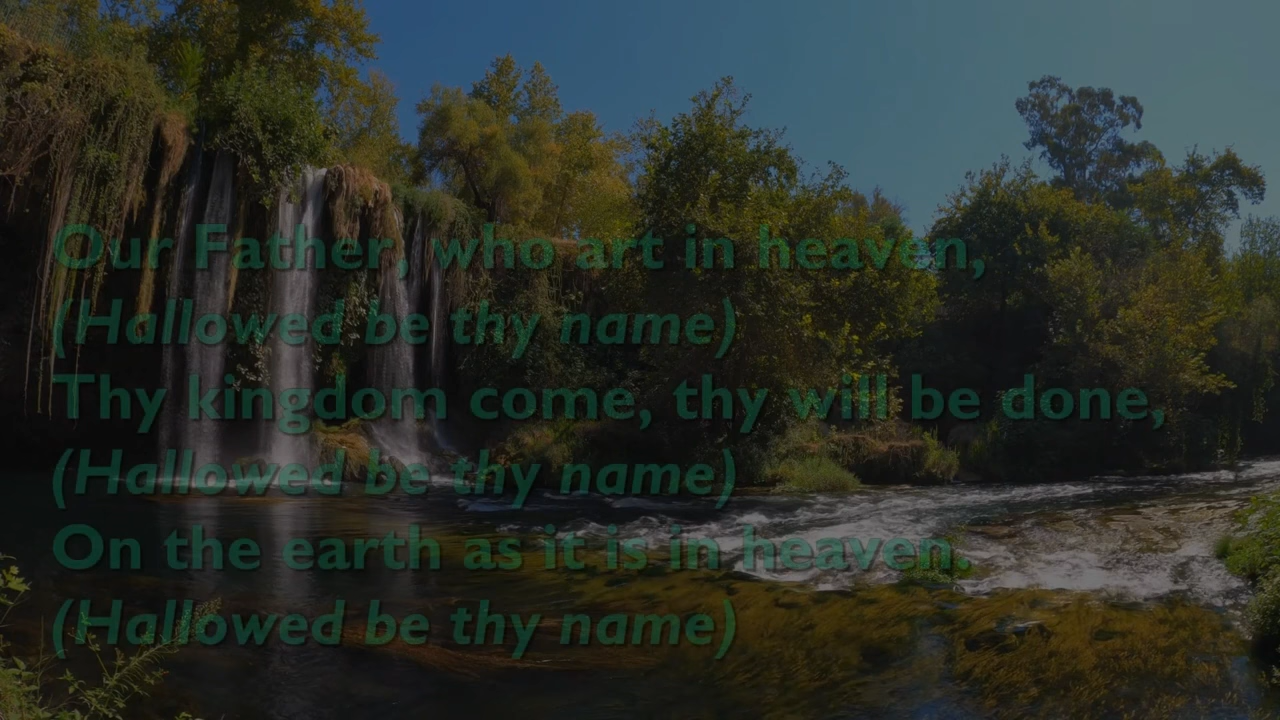 Our Father, who art in heaven,
(Hallowed be thy name)
Thy kingdom come, thy will be done,
(Hallowed be thy name)
On the earth as it is in heaven.
(Hallowed be thy name)